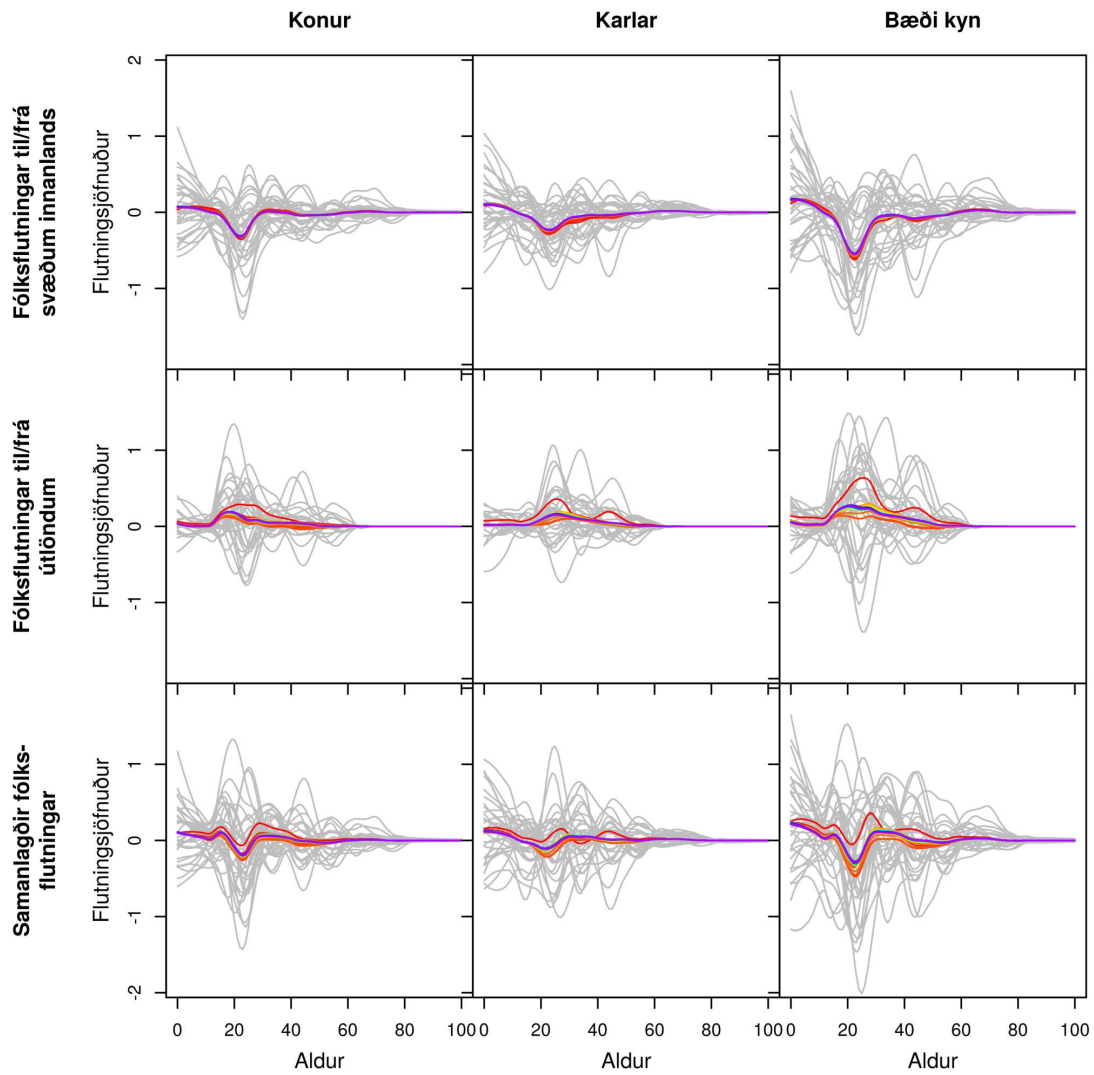 Konur
Karlar
Bæði kyn
Fólksflutningar til/frá
svæðum innanlands
Flutningsjöfnuður
2
1
0
-1
Fólksflutningar til/frá
útlöndum
Flutningsjöfnuður
1
0
-1
Samanlagðir fólks-
flutningar
Flutningsjöfnuður
1
0
-1
-2
0 20 40 60 80 100
0 20 40 60 80 100
0 20 40 60 80 100
Aldur
Aldur
Aldur